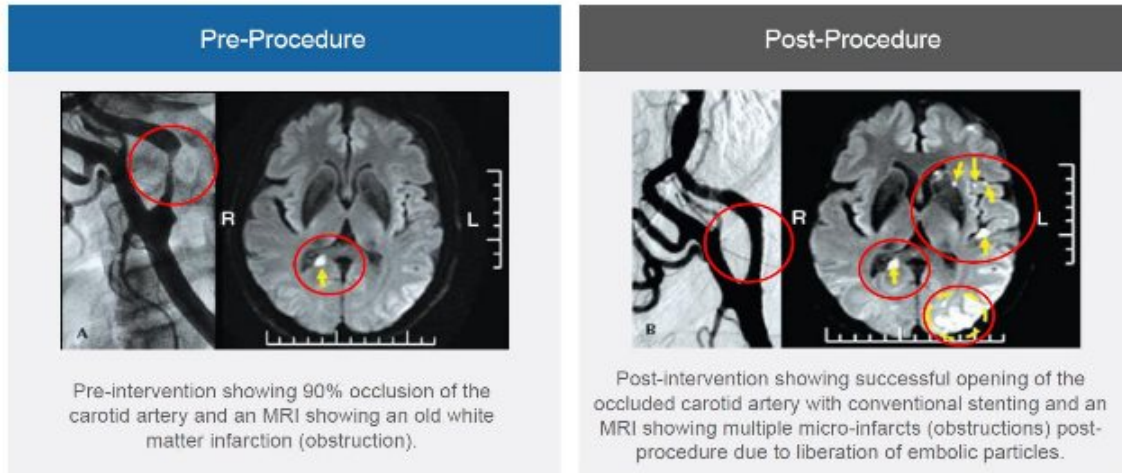 Pre-Procedure
R
L
A
Pre-intervention showing 90% occlusion of the
carotid artery and an MRI showing an old white
matter infarction (obstruction).
Post-Procedure
R
L
B
Post-intervention showing successful opening of the
occluded carotid artery with conventional stenting and an
MRI showing multiple micro-infarcts (obstructions) post-
procedure due to liberation of embolic particles.